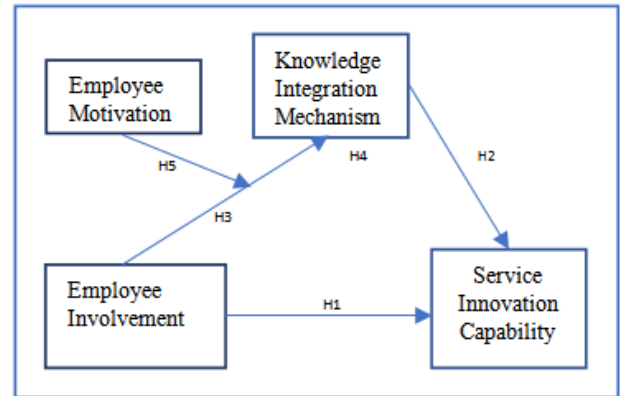 Employee
Motivation
Knowledge
Integration
Mechanism
H5
H4
H2
H3
Employee
Involvement
H1
Service
Innovation
Capability